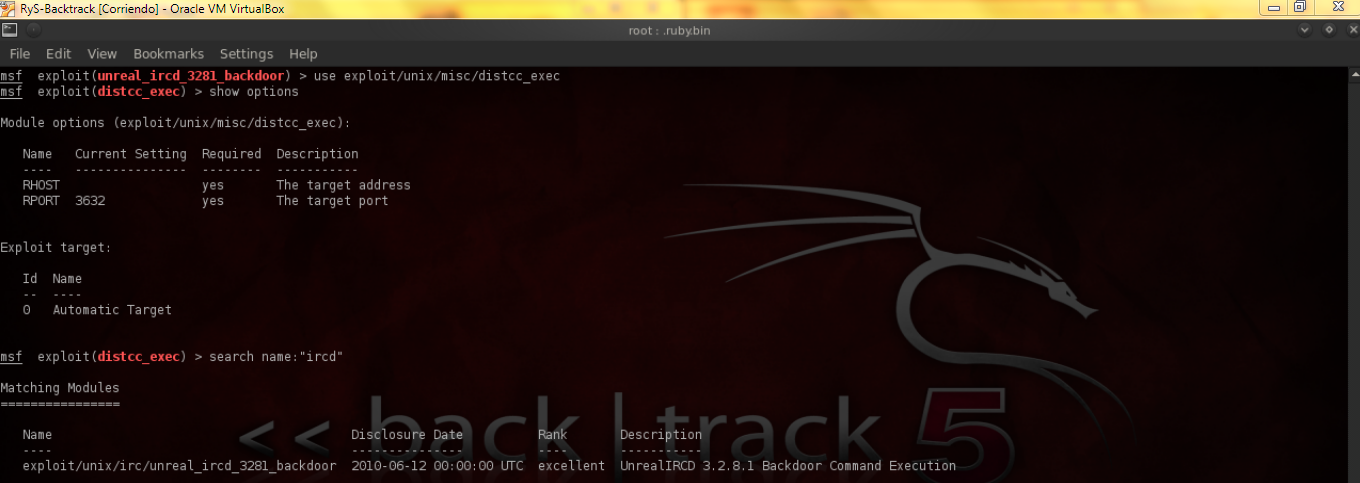 RyS-Backtrack [Corriendo] - Oracle VM VirtualBox
root : .ruby.bin
File Edit View Bookmarks Settings Help
msf  exploit(unreal_ircd_3281_backdoor) > use exploit/unix/misc/distcc_exec
msf  exploit(distcc_exec) > show options
Module options (exploit/unix/misc/distcc_exec):
Name   Current Setting  Required  Description
----   ---------------  --------  -----------
RHOST                   yes       The target address
RPORT  3632             yes       The target port
Exploit target:
Id  Name
--  ----
0   Automatic Target
msf  exploit(distcc_exec) > search name:"ircd"
Matching Modules
================
<< back | track 5
Name                                        Disclosure Date          Rank       Description
----                                        ---------------          ----       -----------
exploit/unix/irc/unreal_ircd_3281_backdoor  2010-06-12 00:00:00 UTC  excellent  UnrealIRCD 3.2.8.1 Backdoor Command Execution